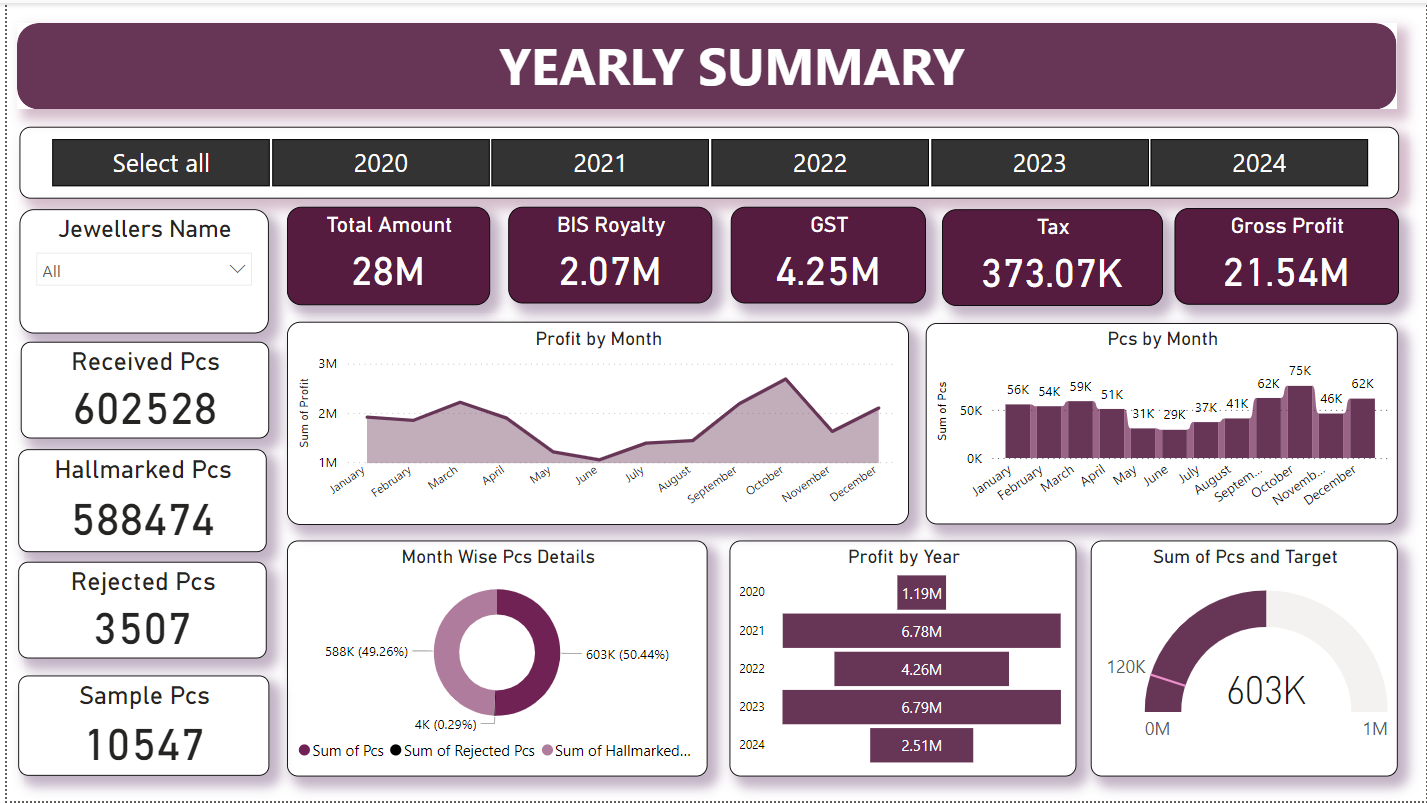 YEARLY SUMMARY
Select all 2020 2021 2022 2023 2024
Jewellers Name
All
Total Amount
28M
BIS Royalty
2.07M
GST
4.25M
Tax
373.07K
Gross Profit
21.54M
Received Pcs
602528
Hallmarked Pcs
588474
Rejected Pcs
3507
Sample Pcs
10547
Profit by Month
Sum of Profit
3M
2M
1M
January February March April May June July August September October November December
Pcs by Month
Sum of Pcs
50K
0K
56K 54K 59K 51K 31K 29K 37K 41K 62K 75K 46K 62K
January February March April May June July August Septem... October Novemb... December
Month Wise Pcs Details
588K (49.26%)
603K (50.44%)
4K (0.29%)
Sum of Pcs Sum of Rejected Pcs Sum of Hallmarked...
Profit by Year
2020 1.19M
2021 6.78M
2022 4.26M
2023 6.79M
2024 2.51M
Sum of Pcs and Target
120K
603K
0M 1M